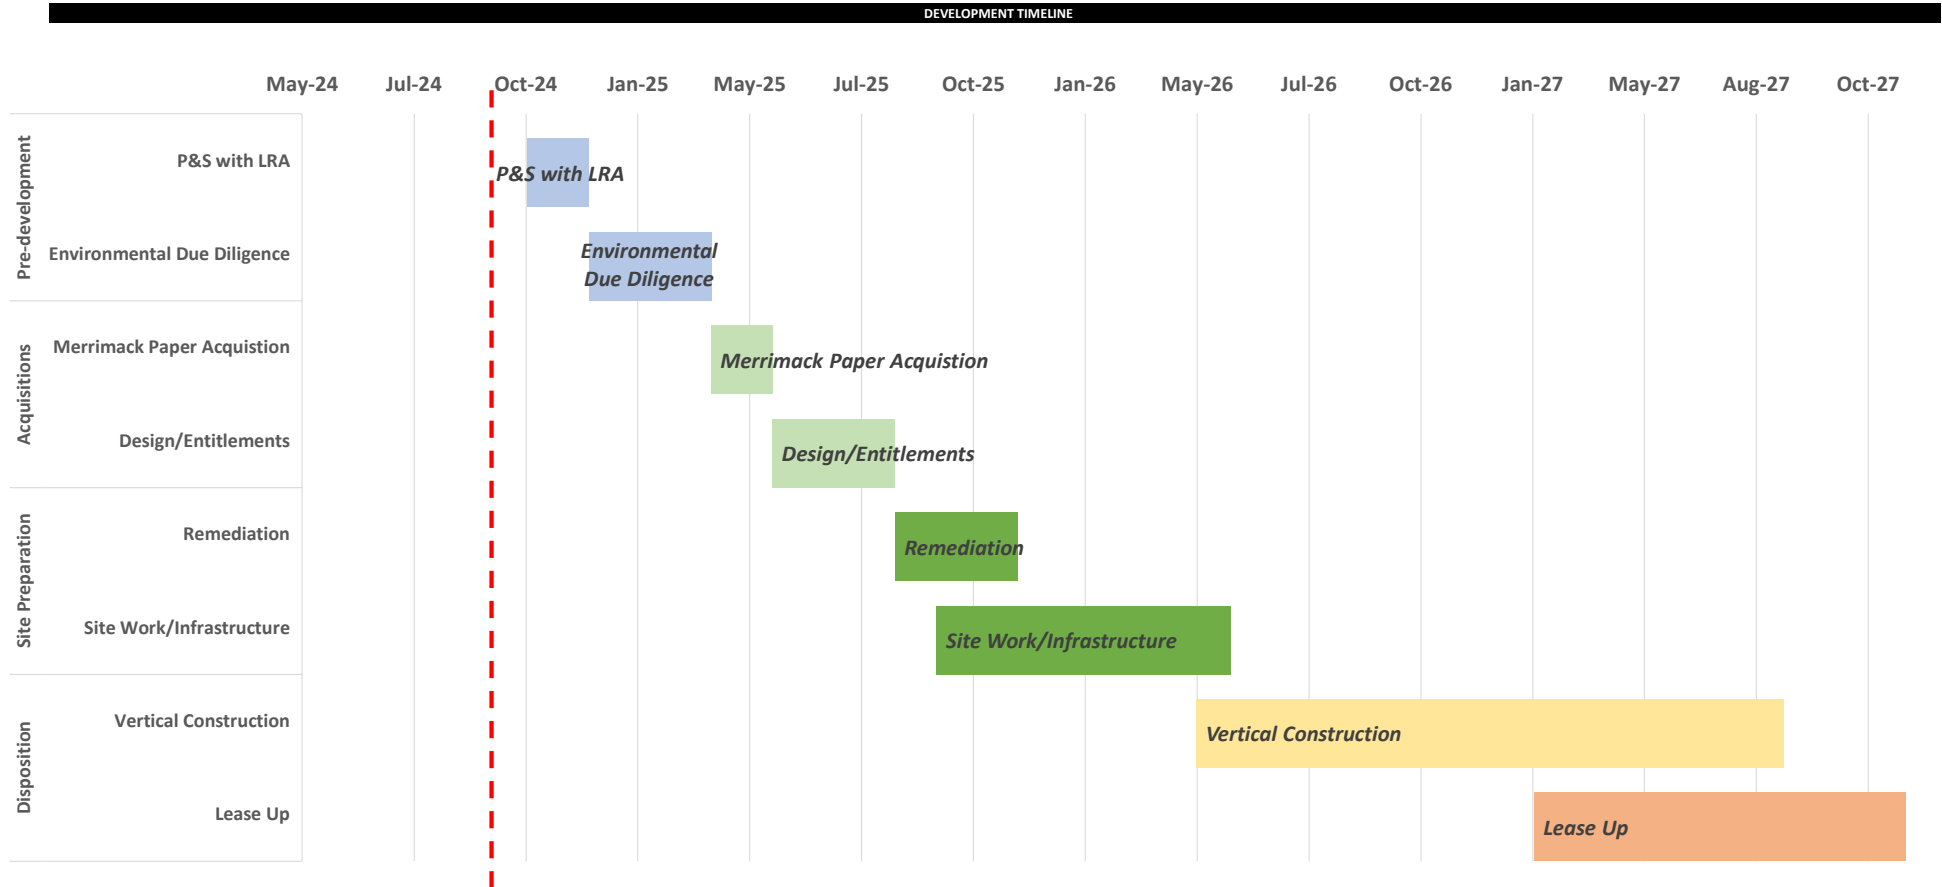 DEVELOPMENT TIMELINE
May-24 Jul-24 Oct-24 Jan-25 May-25 Jul-25 Oct-25 Jan-26 May-26 Jul-26 Oct-26 Jan-27 May-27 Aug-27 Oct-27
Pre-development
P&S with LRA
P&S with LRA
Environmental Due Diligence
Environmental
Due Diligence
Acquisitions
Merrimack Paper Acquistion
Merrimack Paper Acquistion
Design/Entitlements
Design/Entitlements
Site Preparation
Remediation
Remediation
Site Work/Infrastructure
Site Work/Infrastructure
Disposition
Vertical Construction
Vertical Construction
Lease Up
Lease Up